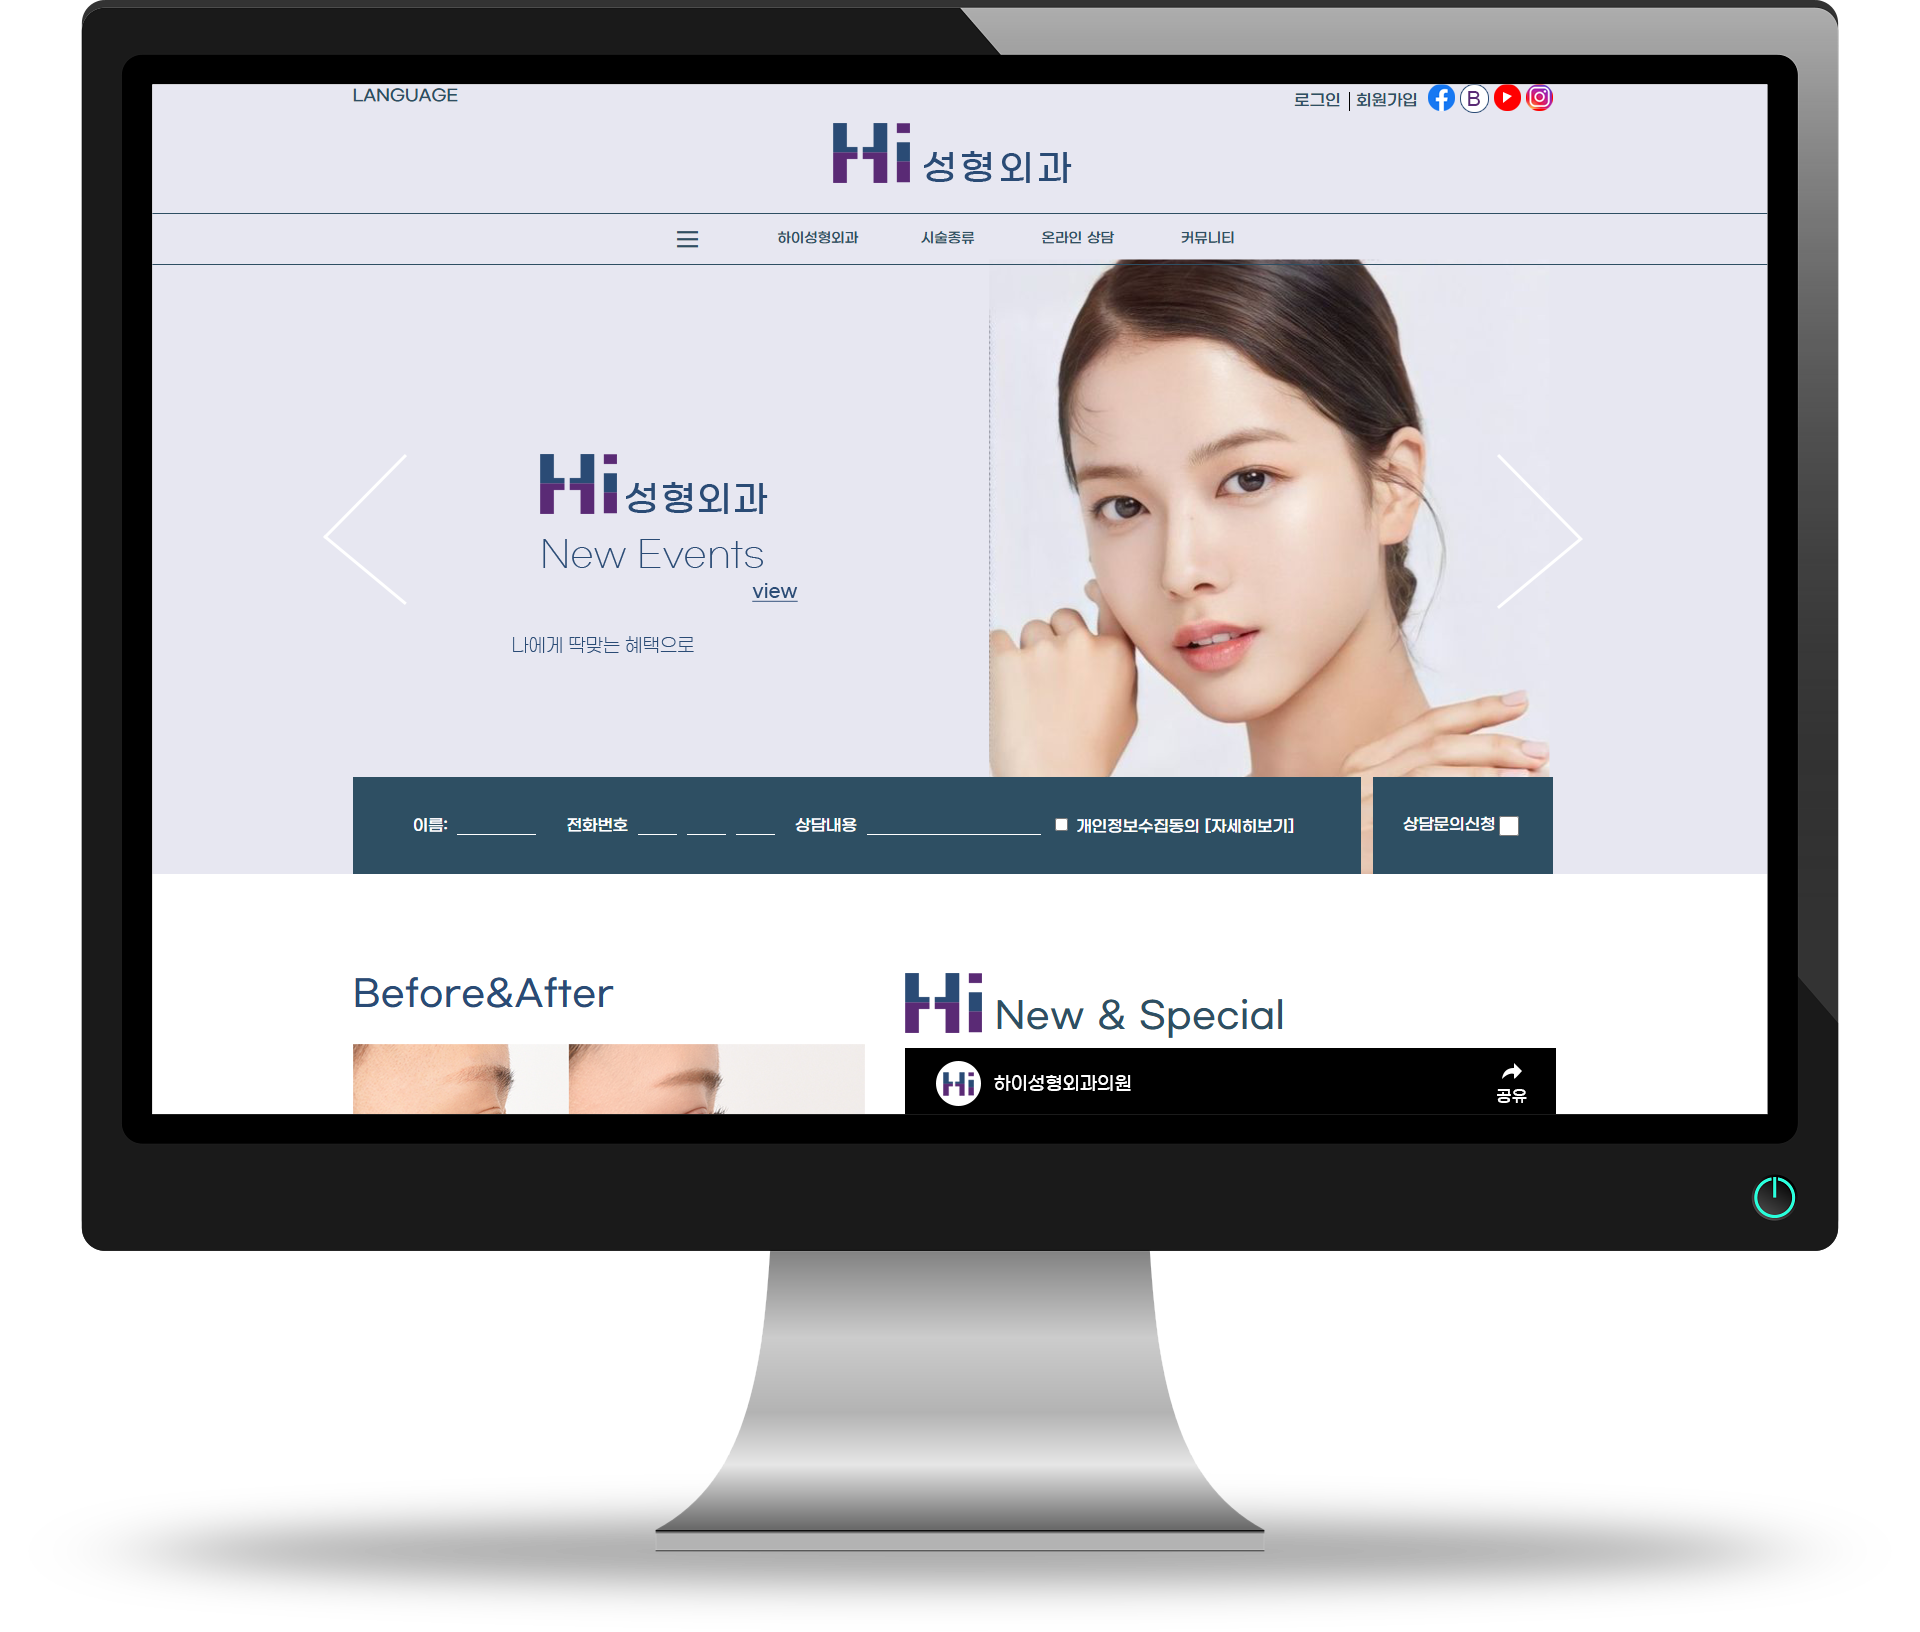 LANGUAGE
로그인 | 회원가입 B
Hi 성형외과
하이성형외과 시술종류 온라인 상담 커뮤니티
Hi 성형외과
New Events
view
나에게 딱맞는 혜택으로
이름: 전화번호 상담내용 개인정보수집동의 [자세히보기] 상담문의신청
Before&After
Hi New & Special
Hi 하이성형외과의원
공유